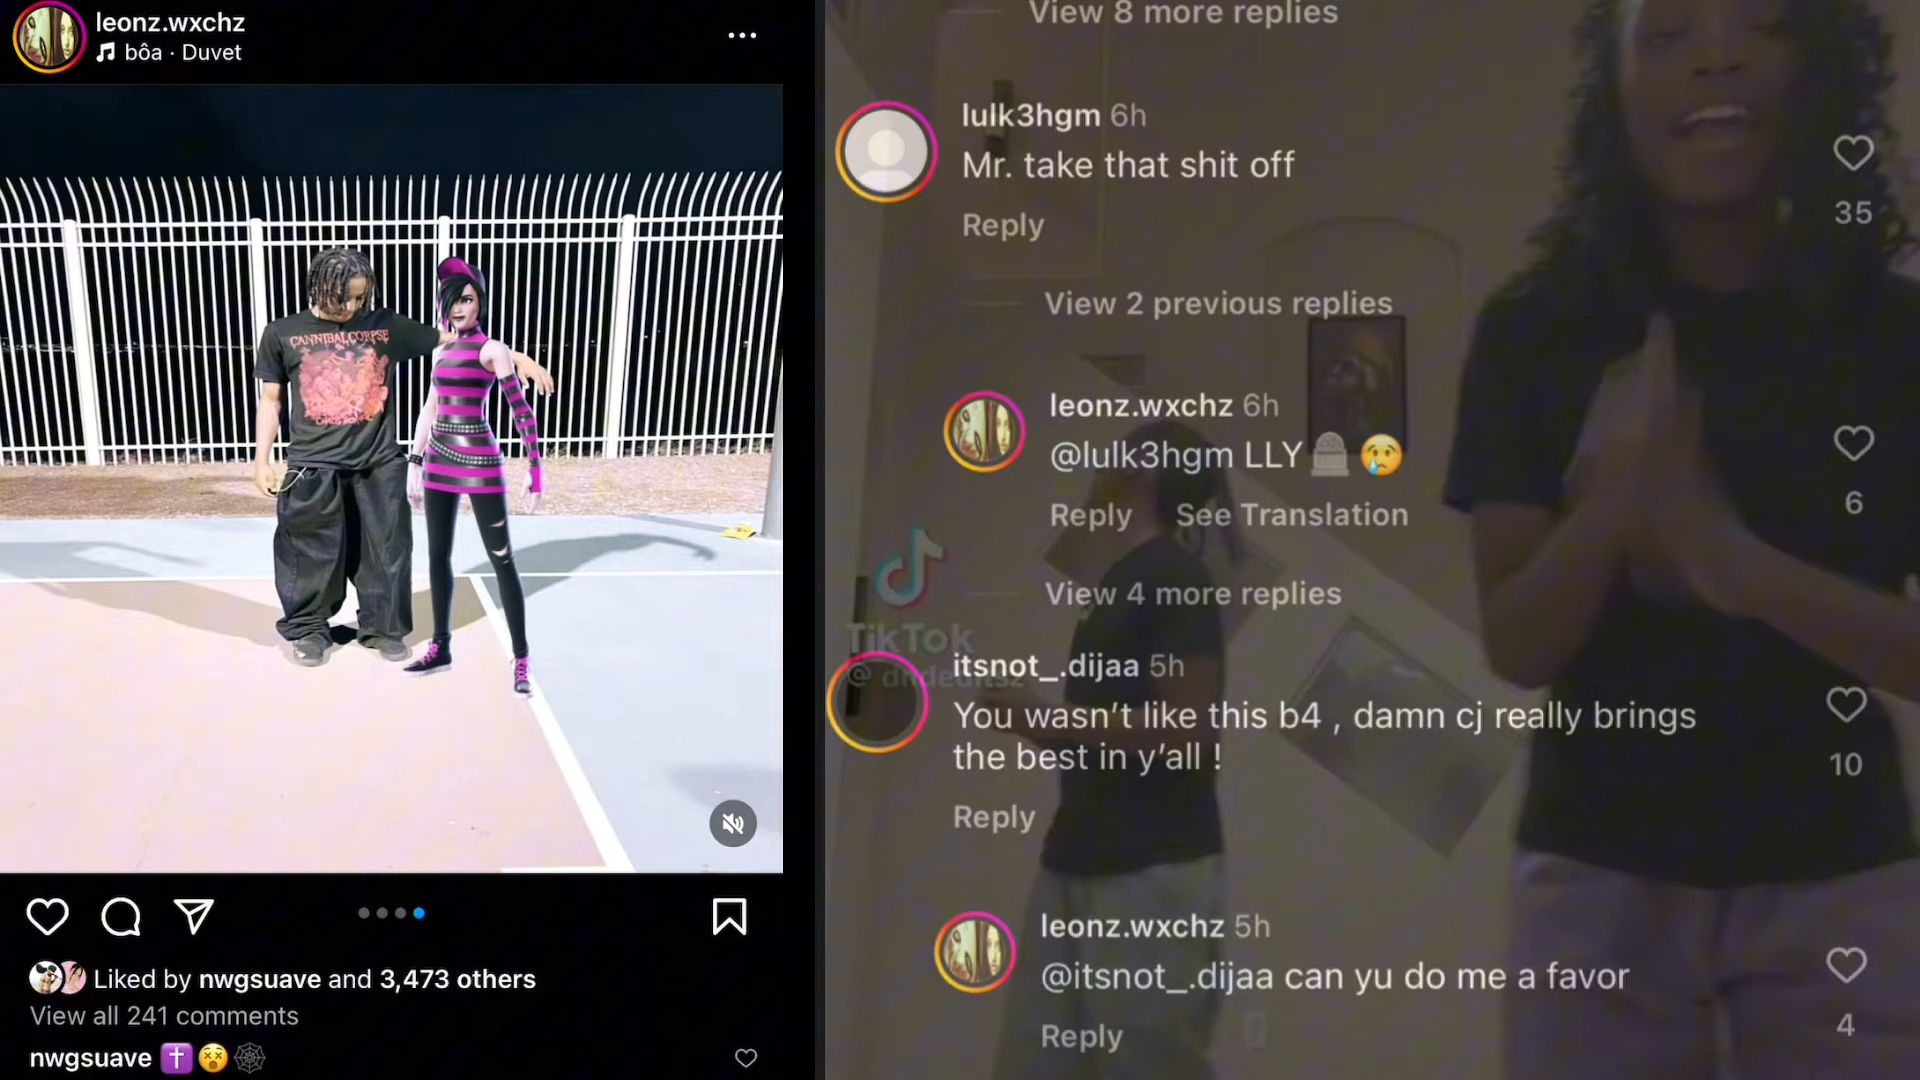 leonz.wxchz
bôa · Duvet
CANNIBAL CORPSE
Liked by nwgsuave and 3,473 others
View all 241 comments
nwgsuave ✝️😵🕸️
View 8 more replies
lulk3hgm 6h
Mr. take that shit off
Reply
35
View 2 previous replies
leonz.wxchz 6h
@lulk3hgm LLY🪦😢
Reply See Translation
6
View 4 more replies
TikTok
itsnot_.dijaa 5h
You wasn’t like this b4 , damn cj really brings
the best in y’all !
Reply
10
leonz.wxchz 5h
@itsnot_.dijaa can yu do me a favor
Reply
4